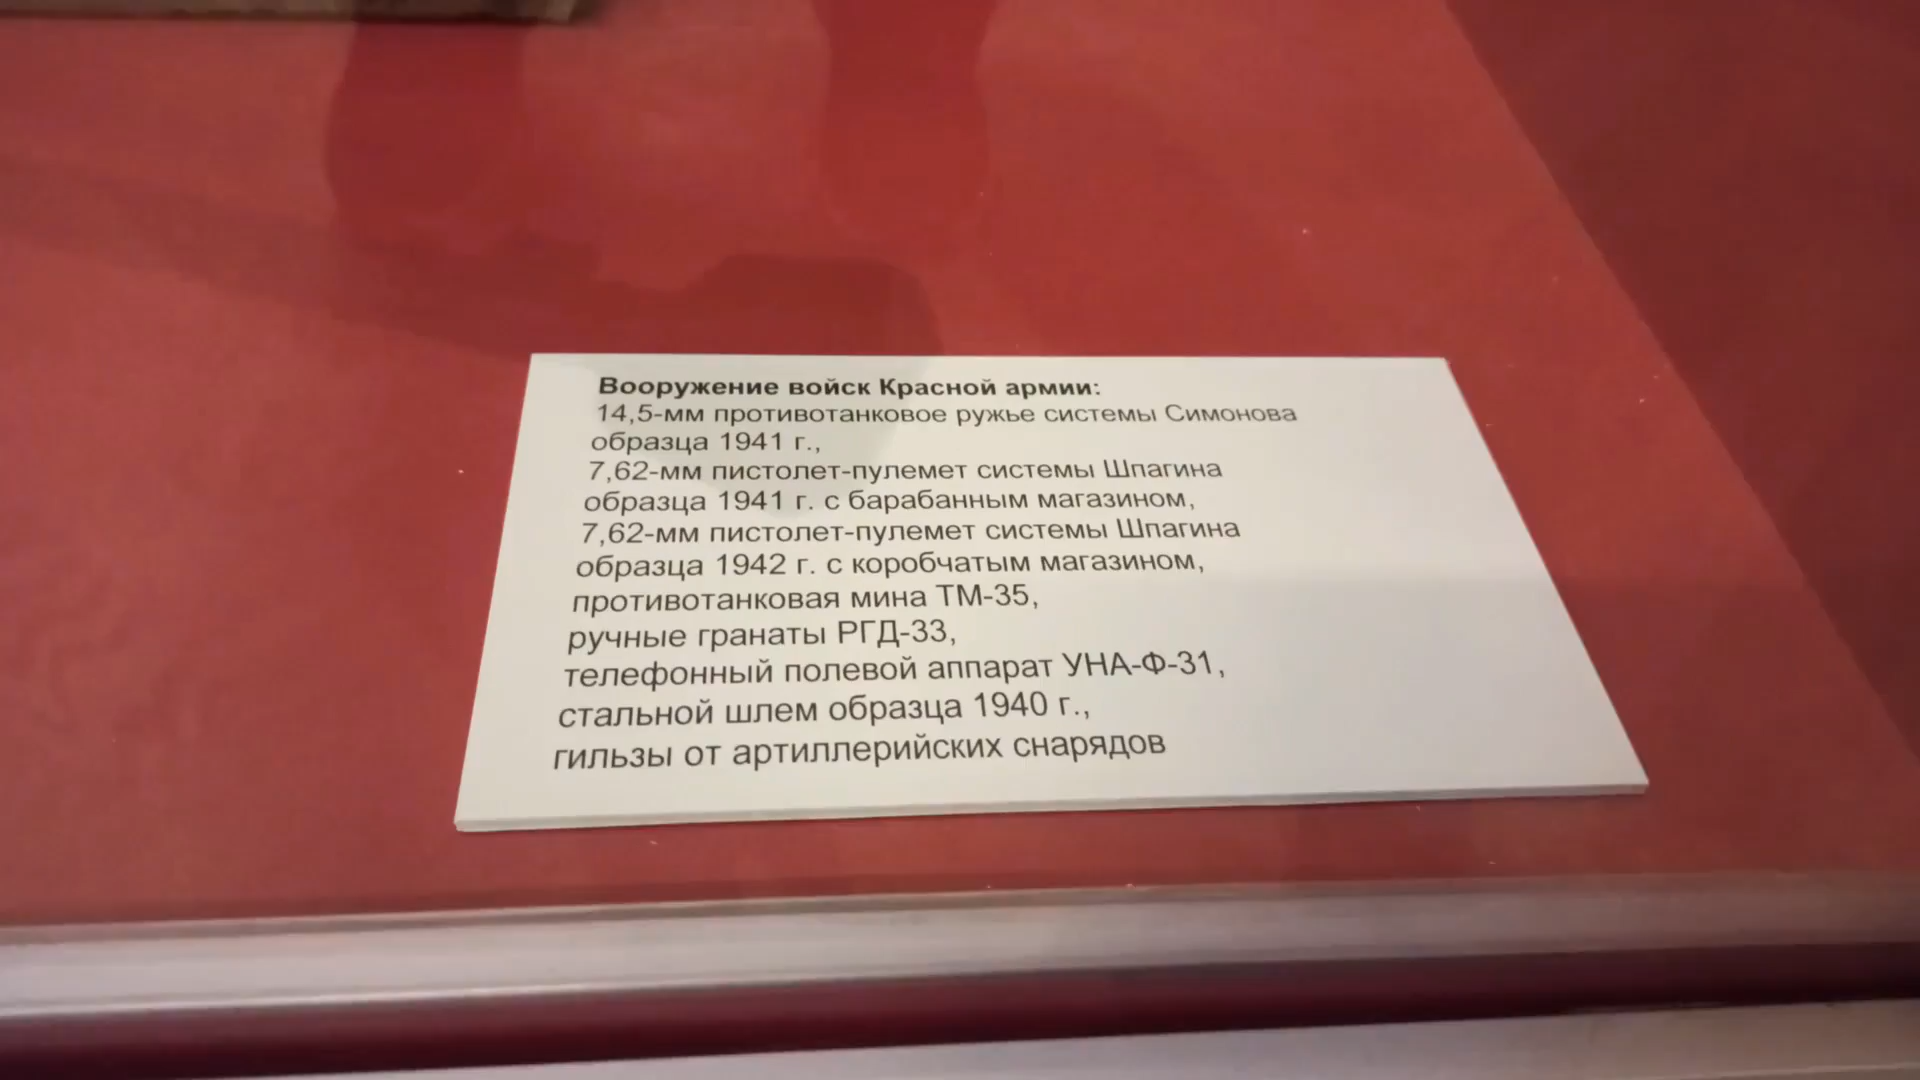 Вооружение войск Красной армии:
14,5-мм противотанковое ружье системы Симонова
образца 1941 г.,
7,62-мм пистолет-пулемет системы Шпагина
образца 1941 г. с барабанным магазином,
7,62-мм пистолет-пулемет системы Шпагина
образца 1942 г. с коробчатым магазином,
противотанковая мина ТМ-35,
ручные гранаты РГД-33,
телефонный полевой аппарат УНА-Ф-31,
стальной шлем образца 1940 г.,
гильзы от артиллерийских снарядов